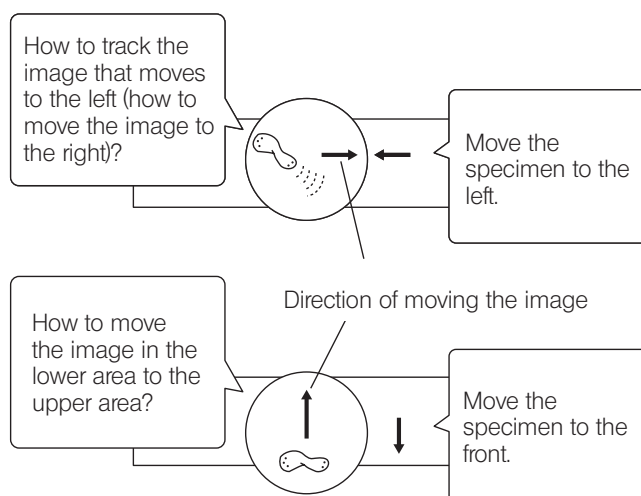 How to track the
image that moves
to the left (how to
move the image to
the right)?
Move the
specimen to the
left.
Direction of moving the image
How to move
the image in the
lower area to the
upper area?
Move the
specimen to the
front.